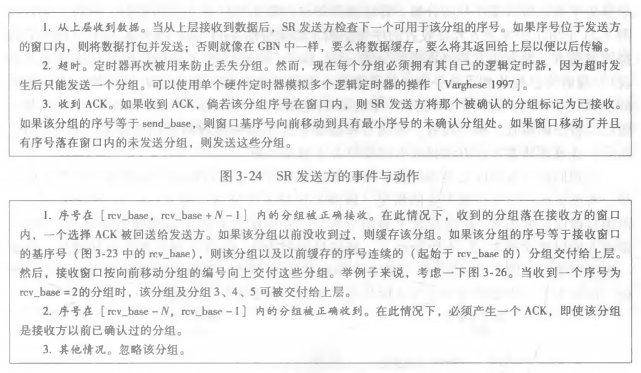 1. 从上层收到数据。当从上层接收到数据后，SR 发送方检查下一个可用于该分组的序号。如果序号位于发送方
的窗口内，则将数据打包并发送；否则就像在 GBN 中一样，要么将数据缓存，要么将其返回给上层以便以后传输。
2. 超时。定时器再次被用来防止丢失分组。然而，现在每个分组必须拥有其自己的逻辑定时器，因为超时发
生后只能发送一个分组。可以使用单个硬件定时器模拟多个逻辑定时器的操作［Varghese 1997］。
3. 收到 ACK。如果收到 ACK，倘若该分组序号在窗口内，则 SR 发送方将那个被确认的分组标记为已接收。
如果该分组的序号等于 send_base，则窗口基序号向前移动到具有最小序号的未确认分组处。如果窗口移动了并且
有序号落在窗口内的未发送分组，则发送这些分组。
图 3-24 SR 发送方的事件与动作
1. 序号在［rcv_base，rcv_base + N - 1］内的分组被正确接收。在此情况下，收到的分组落在接收方的窗口
内，一个选择 ACK 被回送给发送方。如果该分组以前没收到过，则缓存该分组。如果该分组的序号等于接收窗口
的基序号（图 3-23 中的 rcv_base），则该分组以及以前缓存的序号连续的（起始于 rcv_base 的）分组交付给上层。
然后，接收窗口按向前移动分组的编号向上交付这些分组。举例子来说，考虑一下图 3-26。当收到一个序号为
rcv_base = 2的分组时，该分组及分组 3、4、5 可被交付给上层。
2. 序号在［rcv_base - N，rcv_base - 1］内的分组被正确收到。在此情况下，必须产生一个 ACK，即使该分组
是接收方以前已确认过的分组。
3. 其他情况。忽略该分组。